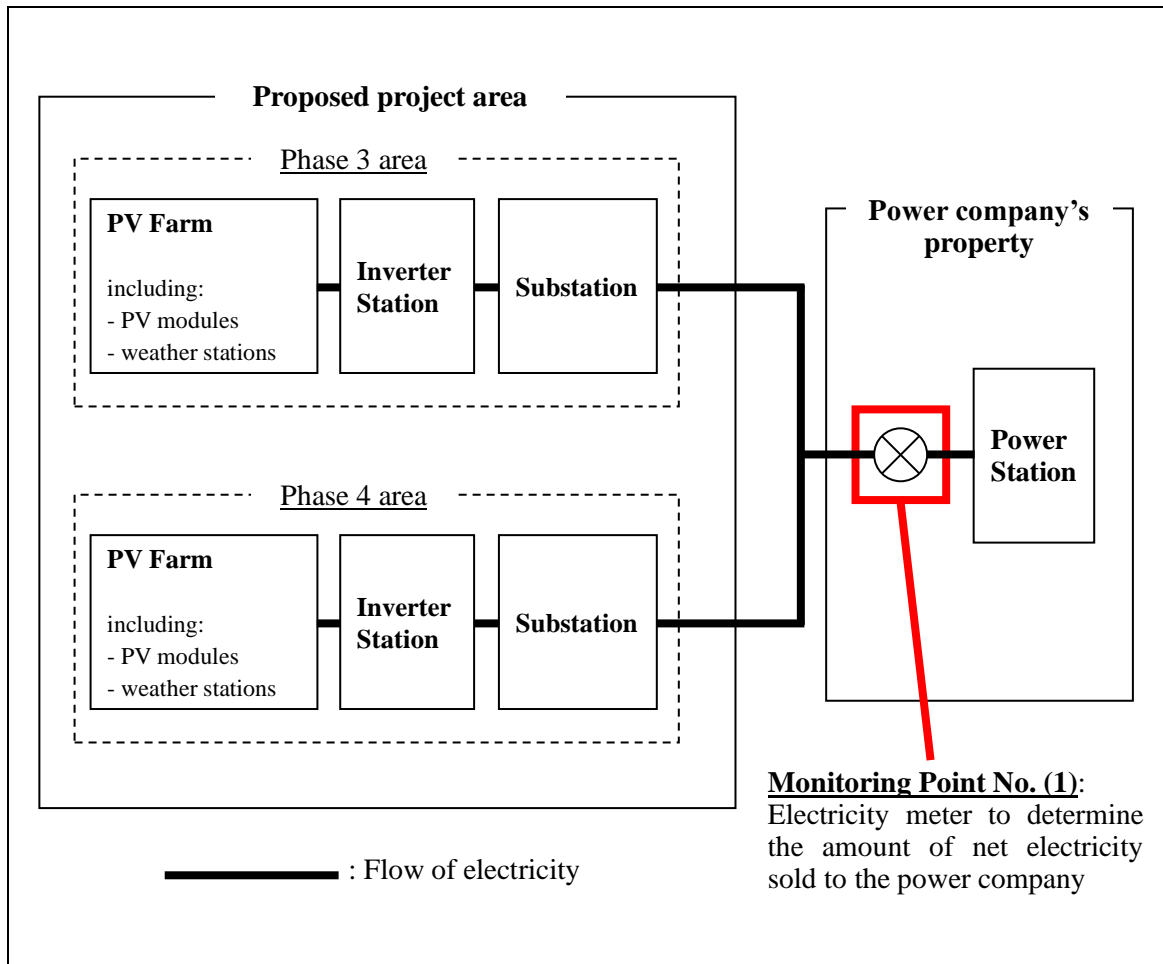 Proposed project area
Phase 3 area
PV Farm
including:
- PV modules
- weather stations
Inverter
Station
Substation
Phase 4 area
PV Farm
including:
- PV modules
- weather stations
Inverter
Station
Substation
Power company’s
property
Power
Station
Monitoring Point No. (1):
Electricity meter to determine
the amount of net electricity
sold to the power company
: Flow of electricity